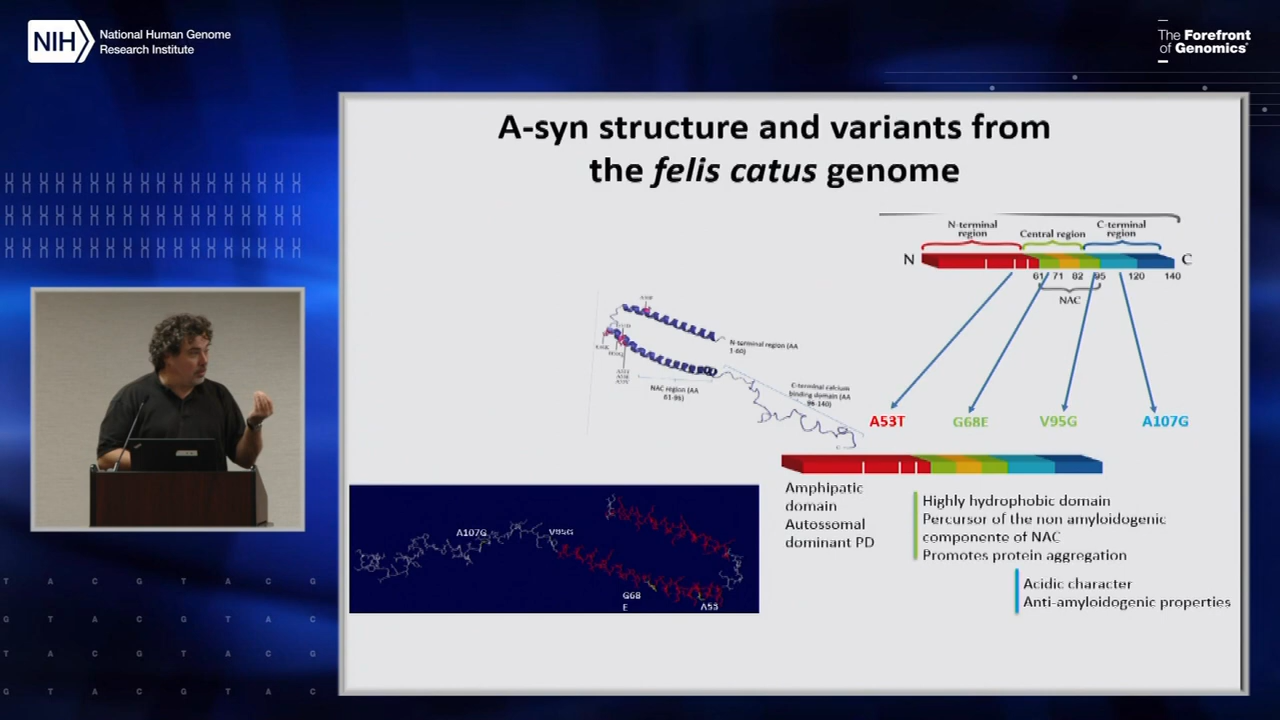 NIH
National Human Genome
Research Institute
The Forefront
of Genomics®
A-syn structure and variants from
the felis catus genome
N-terminal
region
Central region
C-terminal
region
N
C
61 71 82 95 120 140
NAC
N-terminal region (AA
1-60)
NAC region (AA
61-95)
C-terminal calcium
binding domain (AA
96-140)
A53T G68E V95G A107G
Amphipatic
domain
Autossomal
dominant PD
Highly hydrophobic domain
Percursor of the non amyloidogenic
componente of NAC
Promotes protein aggregation
Acidic character
Anti-amyloidogenic properties
A107G
V95G
G68
E
A53
T A C G T A C G
G T A C G T A C
T A C G T A C G
G T A C G T A C